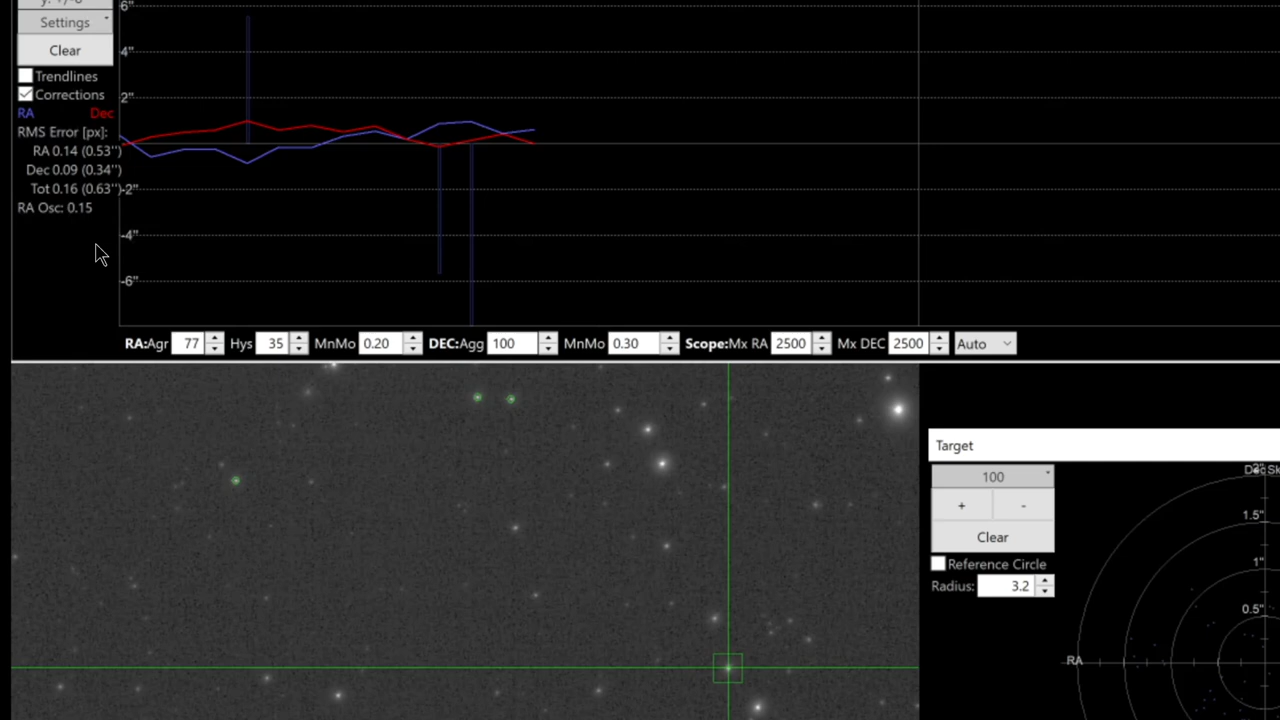 6"
Settings
Clear
4"
Trendlines
Corrections
2"
RA Dec
RMS Error [px]:
RA 0.14 (0.53'')
Dec 0.09 (0.34'')
Tot 0.16 (0.63'')
-2"
RA Osc: 0.15
-4"
-6"
RA:Agr 77 Hys 35 MnMo 0.20 DEC:Agg 100 MnMo 0.30 Scope:Mx RA 2500 Mx DEC 2500 Auto
Target
100
2"
+ -
1.5"
Clear
Reference Circle
1"
Radius: 3.2
0.5"
RA